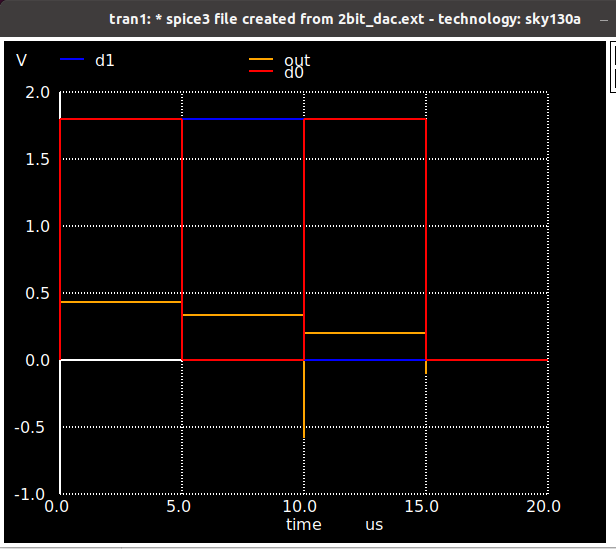 tran1: * spice3 file created from 2bit_dac.ext - technology: sky130a
V
d1
out
d0
2.0
1.5
1.0
0.5
0.0
-0.5
-1.0
0.0 5.0 10.0 15.0 20.0
time us